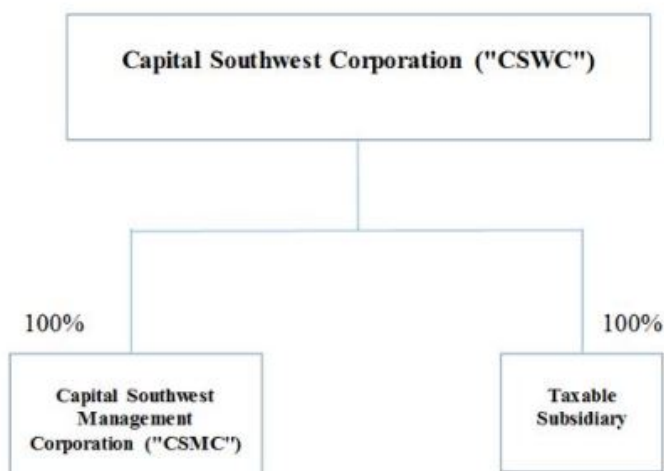 Capital Southwest Corporation ("CSWC")
100%
100%
Capital Southwest
Management
Corporation ("CSMC")
Taxable
Subsidiary